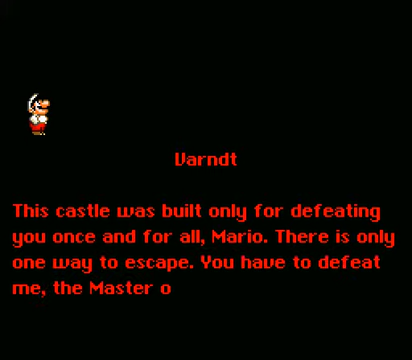 Varndt
This castle was built only for defeating
you once and for all, Mario. There is only
one way to escape. You have to defeat
me, the Master o